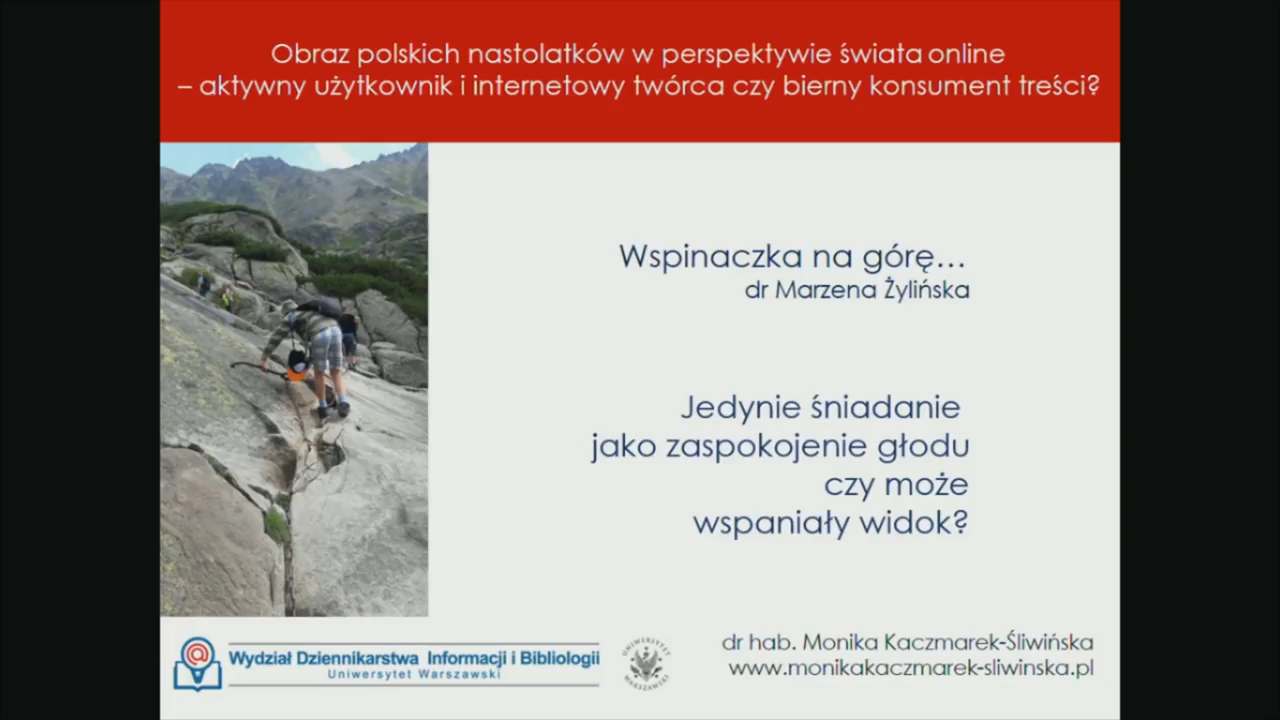 Obraz polskich nastolatków w perspektywie świata online
– aktywny użytkownik i internetowy twórca czy bierny konsument treści?
Wspinaczka na górę...
dr Marzena Żylińska
Jedynie śniadanie
jako zaspokojenie głodu
czy może
wspaniały widok?
Wydział Dziennikarstwa Informacji i Bibliologii
Uniwersytet Warszawski
UNIWERSYTET
WARSZAWSKI
dr hab. Monika Kaczmarek-Śliwińska
www.monikakaczmarek-sliwinska.pl